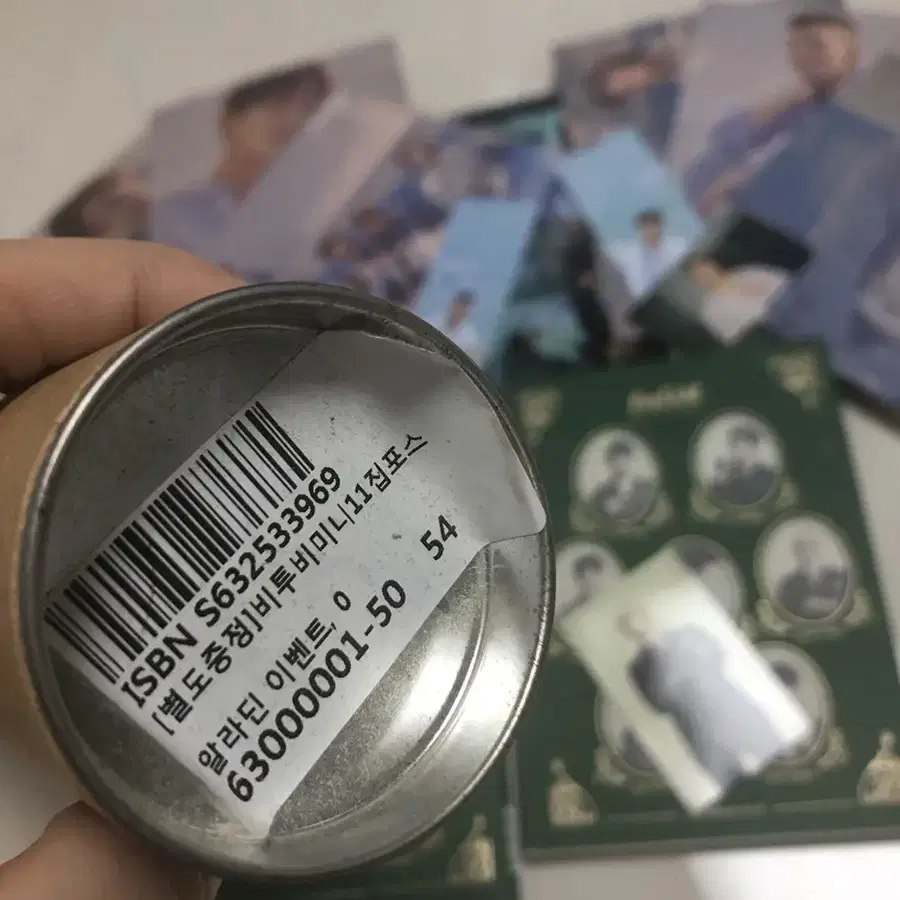 ISBN S632533969
[별도증정]비투비미니11집포스
알라딘 이벤트, 0
63000001-50 54